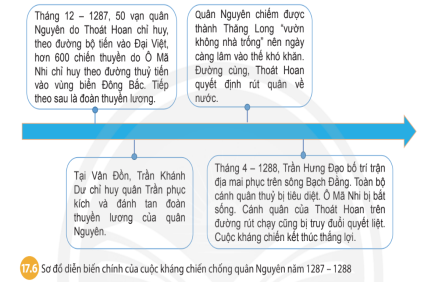 Tháng 12 – 1287, 50 vạn quân
Nguyên do Thoát Hoan chỉ huy,
theo đường bộ tiến vào Đại Việt,
hơn 600 chiến thuyền do Ô Mã
Nhi chỉ huy theo đường thuỷ tiến
vào vùng biển Đông Bắc. Tiếp
theo sau là đoàn thuyền lương.
Quân Nguyên chiếm được
thành Thăng Long “vườn
không nhà trống” nên ngày
càng lâm vào thế khó khăn.
Đường cùng, Thoát Hoan
quyết định rút quân về
nước.
Tại Vân Đồn, Trần Khánh
Dư chỉ huy quân Trần phục
kích và đánh tan đoàn
thuyền lương của quân
Nguyên.
Tháng 4 – 1288, Trần Hưng Đạo bố trí trận
địa mai phục trên sông Bạch Đằng. Toàn bộ
cánh quân thuỷ bị tiêu diệt. Ô Mã Nhi bị bắt
sống. Cánh quân của Thoát Hoan trên
đường rút chạy cũng bị truy đuổi quyết liệt.
Cuộc kháng chiến kết thúc thắng lợi.
17.6 Sơ đồ diễn biến chính của cuộc kháng chiến chống quân Nguyên năm 1287 – 1288